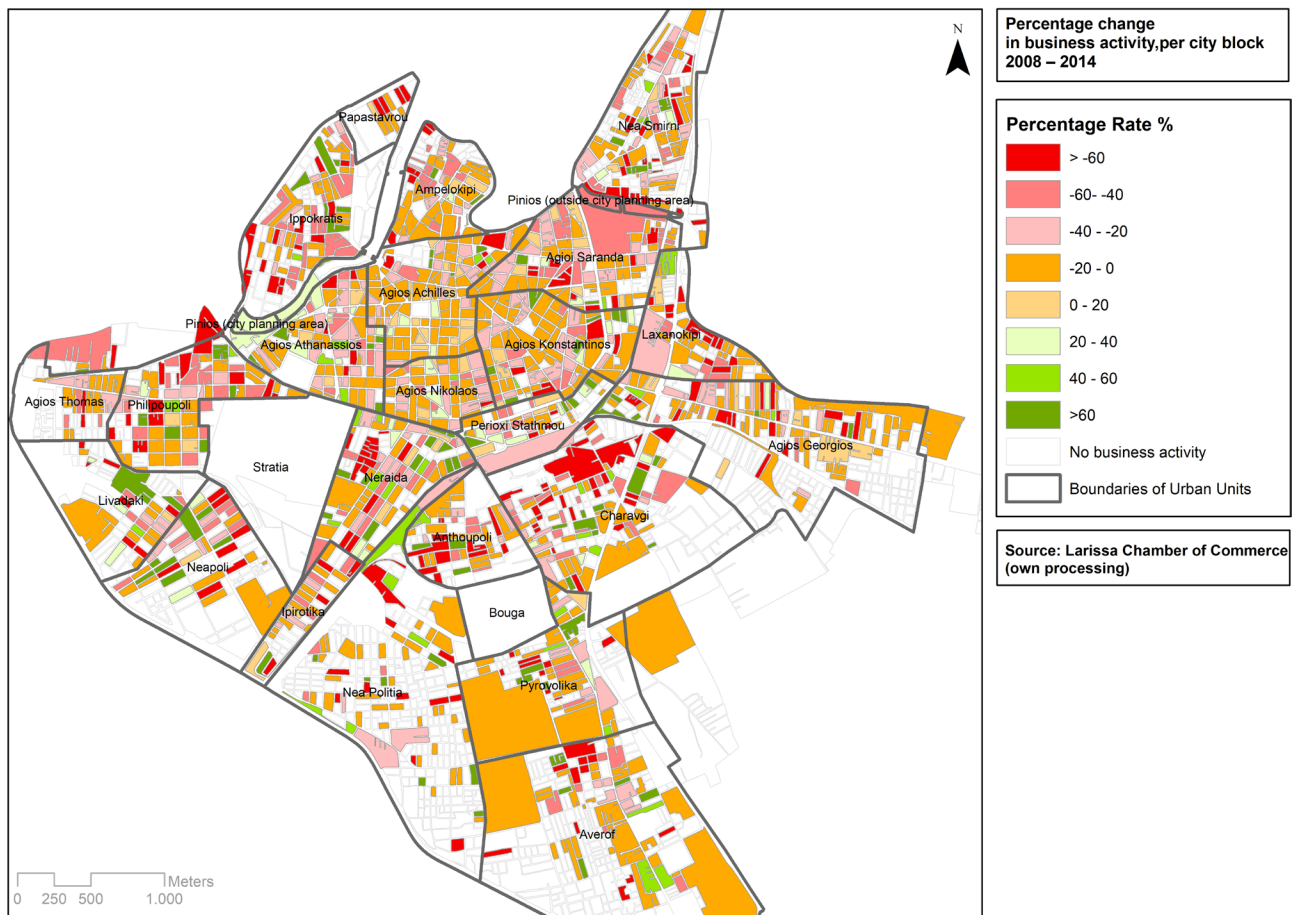 Percentage change
in business activity,per city block
2008 – 2014
Percentage Rate %
> -60
-60- -40
-40 - -20
-20 - 0
0 - 20
20 - 40
40 - 60
>60
No business activity
Boundaries of Urban Units
Source: Larissa Chamber of Commerce
(own processing)
N
Papastavrou
Nea Smirni
Ampelokipi
Pinios (outside city planning area)
Ippokratis
Agioi Saranda
Agios Achilles
Pinios (city planning area)
Agios Athanassios
Agios Konstantinos
Laxanokipi
Agios Nikolaos
Agios Thomas
Philipoupoli
Perioxi Stathmou
Agios Georgios
Stratia
Neraida
Livadaki
Charavgi
Anthoupoli
Neapoli
Ipirotika
Bouga
Nea Politia
Pyrovolika
Averof
Meters
0 250 500 1.000